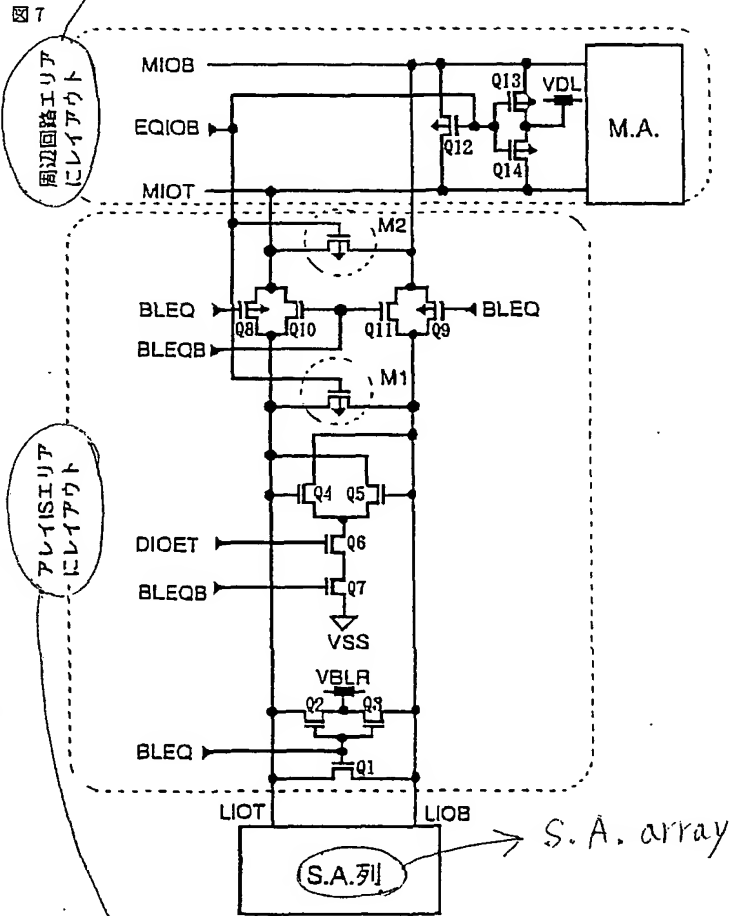 図7
周辺回路エリア
にレイアウト
MIOB
EQIOB
MIOT
Q13
VDL
Q12
Q14
M.A.
M2
BLEQ
Q8
Q10
Q11
Q9
BLEQ
BLEQB
M1
アレイISエリア
にレイアウト
Q4
Q5
DIOET
Q6
BLEQB
Q7
VSS
VBLR
Q2
Q3
BLEQ
Q1
LIOT
LIOB
S.A.列
S.A. array